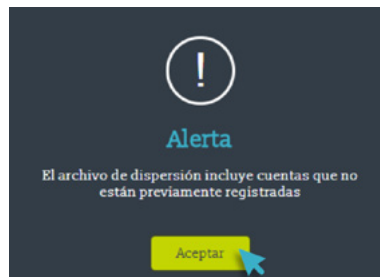 !
Alerta
El archivo de dispersión incluye cuentas que no
están previamente registradas
Aceptar